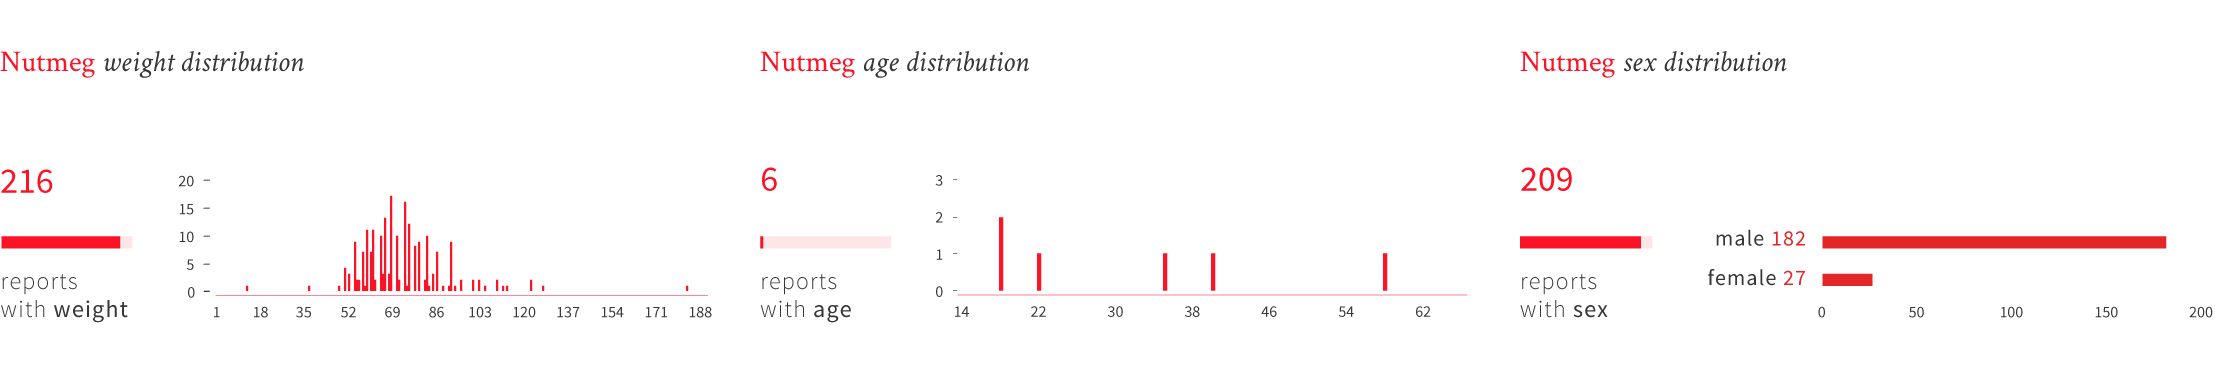 Nutmeg weight distribution
216
reports
with weight
20
15
10
5
0
1 18 35 52 69 86 103 120 137 154 171 188
Nutmeg age distribution
6
reports
with age
3
2
1
0
14 22 30 38 46 54 62
Nutmeg sex distribution
209
reports
with sex
male 182
female 27
0 50 100 150 200